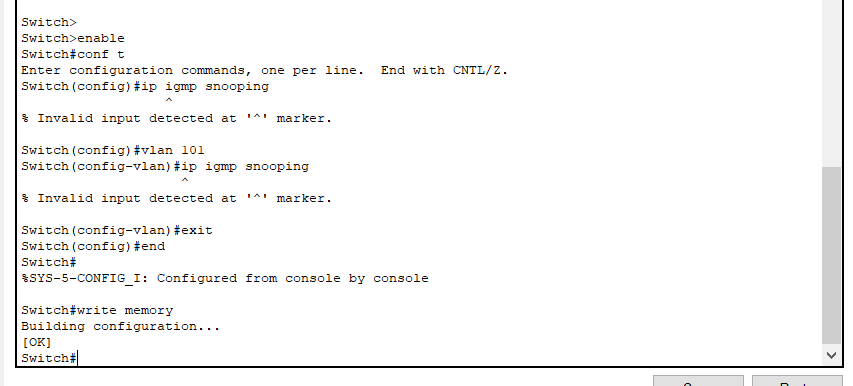 Switch>
Switch>enable
Switch#conf t
Enter configuration commands, one per line.  End with CNTL/Z.
Switch(config)#ip igmp snooping
                  ^
% Invalid input detected at '^' marker.
Switch(config)#vlan 101
Switch(config-vlan)#ip igmp snooping
                    ^
% Invalid input detected at '^' marker.
Switch(config-vlan)#exit
Switch(config)#end
Switch#
%SYS-5-CONFIG_I: Configured from console by console
Switch#write memory
Building configuration...
[OK]
Switch#